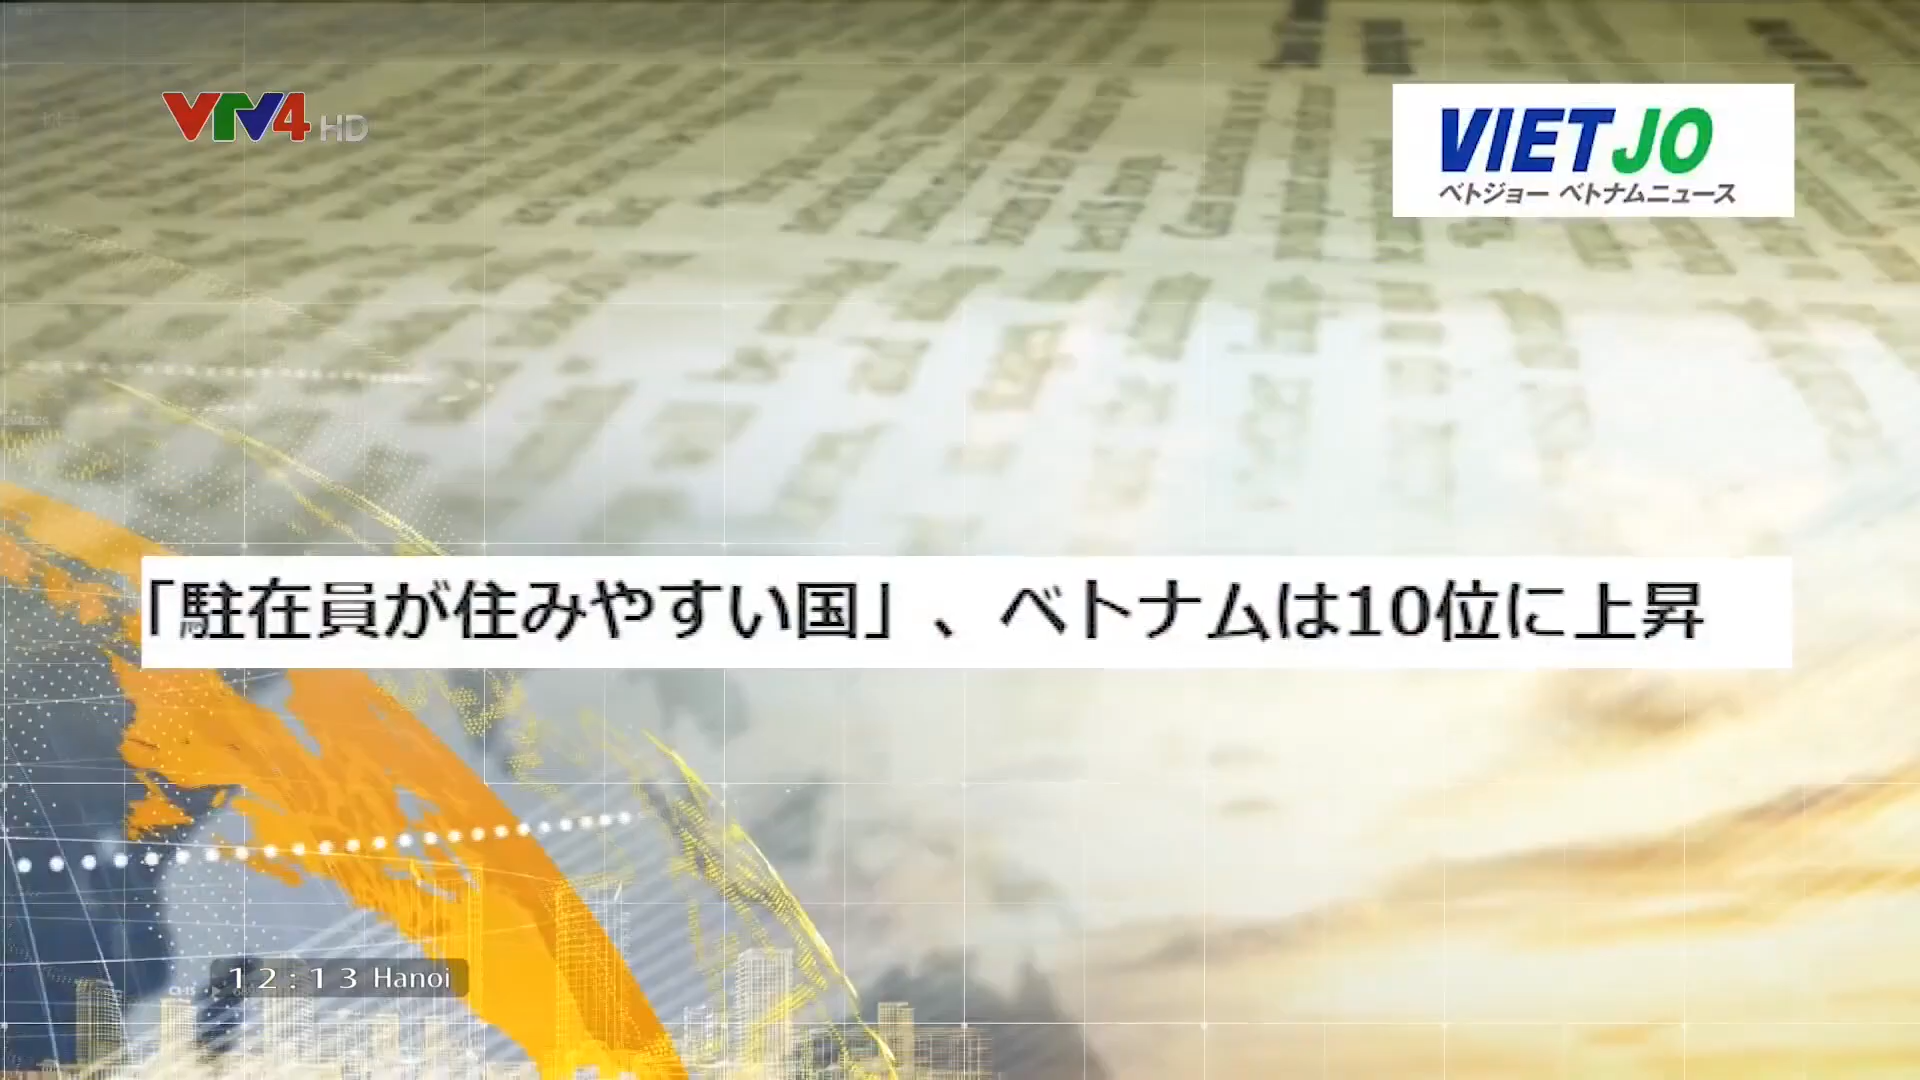 VTV4 HD
VIETJO
ベトジョー ベトナムニュース
「駐在員が住みやすい国」、ベトナムは10位に上昇
12:13 Hanoi